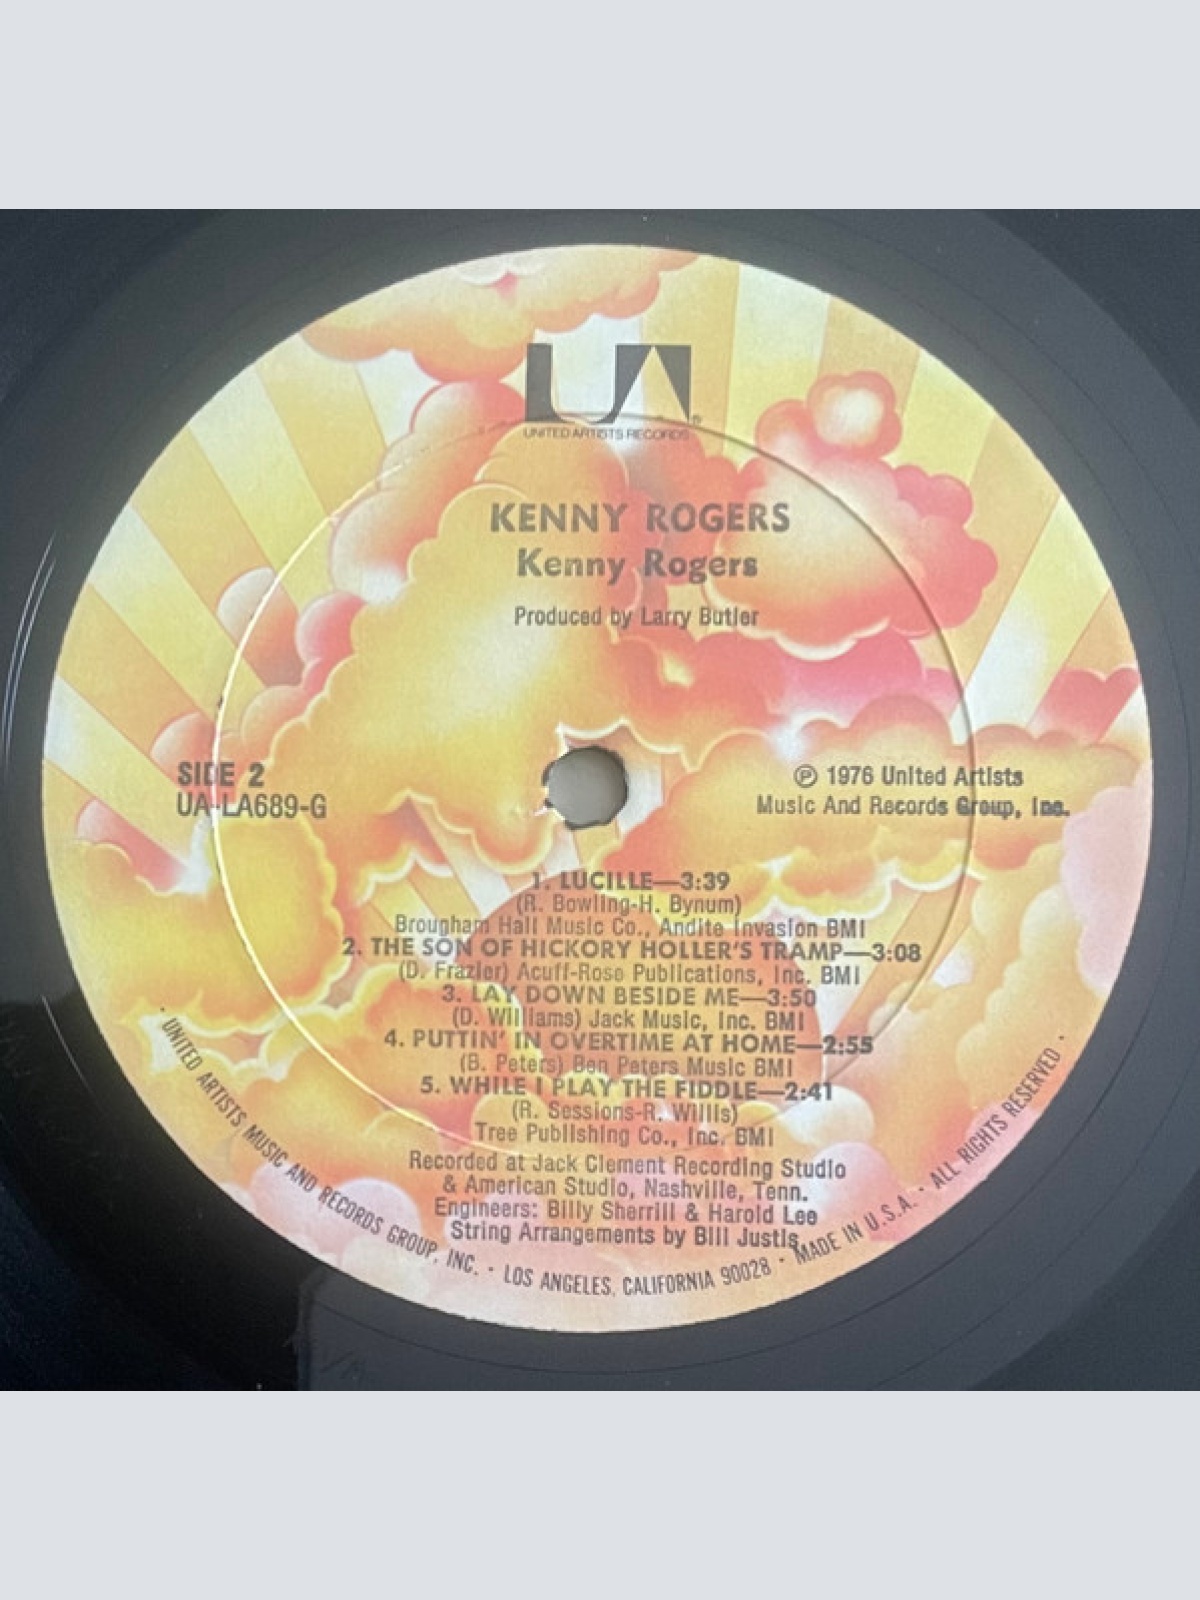 UA
UNITED ARTISTS RECORDS
KENNY ROGERS
Kenny Rogers
Produced by Larry Butler
SIDE 2
UA-LA689-G
℗ 1976 United Artists
Music And Records Group, Inc.
1. LUCILLE—3:39
(R. Bowling-H. Bynum)
Brougham Hall Music Co., Andite Invasion BMI
2. THE SON OF HICKORY HOLLER'S TRAMP—3:08
(D. Frazier) Acuff-Rose Publications, Inc. BMI
3. LAY DOWN BESIDE ME—3:50
(D. Williams) Jack Music, Inc. BMI
4. PUTTIN' IN OVERTIME AT HOME—2:55
(B. Peters) Ben Peters Music BMI
5. WHILE I PLAY THE FIDDLE—2:41
(R. Sessions-R. Willis)
Tree Publishing Co., Inc. BMI
Recorded at Jack Clement Recording Studio
& American Studio, Nashville, Tenn.
Engineers: Billy Sherrill & Harold Lee
String Arrangements by Bill Justis
· UNITED ARTISTS MUSIC AND RECORDS GROUP, INC. · LOS ANGELES, CALIFORNIA 90028 · MADE IN U.S.A. · ALL RIGHTS RESERVED ·